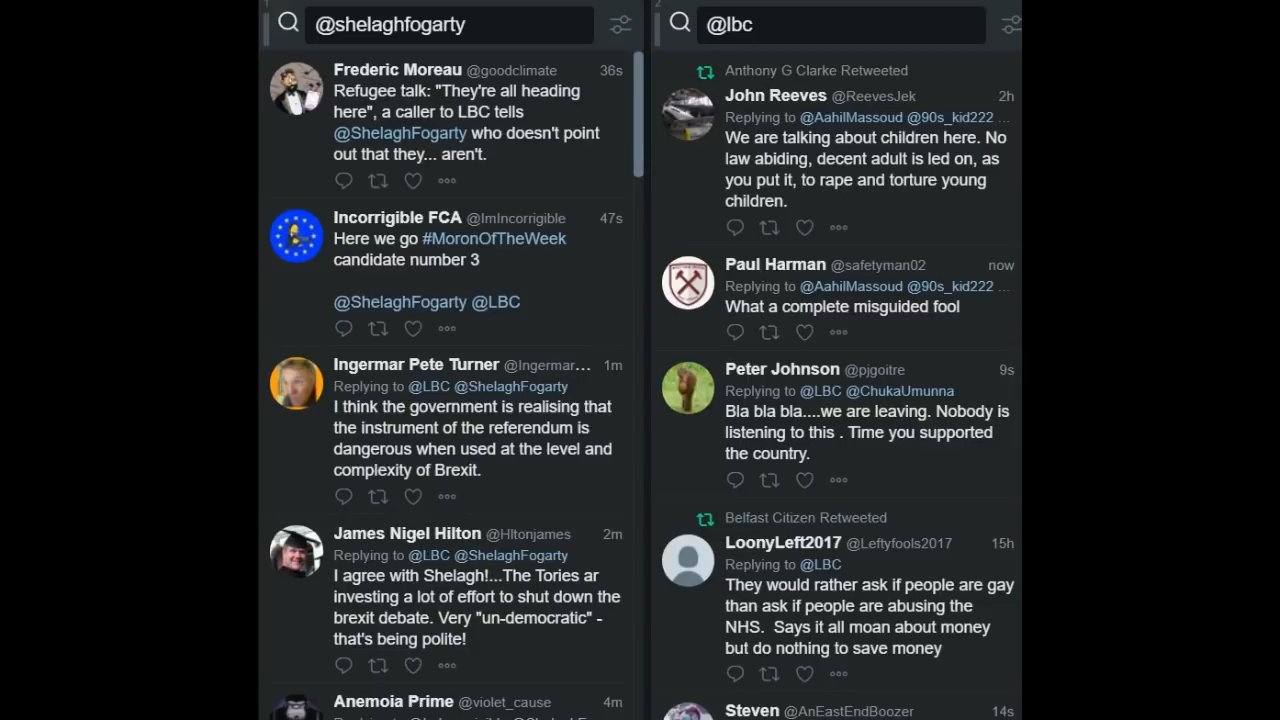 1
@shelaghfogarty
Frederic Moreau @goodclimate 36s
Refugee talk: "They're all heading
here", a caller to LBC tells
@ShelaghFogarty who doesn't point
out that they... aren't.
Incorrigible FCA @ImIncorrigible 47s
Here we go #MoronOfTheWeek
candidate number 3
@ShelaghFogarty @LBC
Ingermar Pete Turner @Ingermar... 1m
Replying to @LBC @ShelaghFogarty
I think the government is realising that
the instrument of the referendum is
dangerous when used at the level and
complexity of Brexit.
James Nigel Hilton @Hltonjames 2m
Replying to @LBC @ShelaghFogarty
I agree with Shelagh!...The Tories ar
investing a lot of effort to shut down the
brexit debate. Very "un-democratic" -
that's being polite!
Anemoia Prime @violet_cause 4m
2
@lbc
Anthony G Clarke Retweeted
John Reeves @ReevesJek 2h
Replying to @AahilMassoud @90s_kid222 ...
We are talking about children here. No
law abiding, decent adult is led on, as
you put it, to rape and torture young
children.
Paul Harman @safetyman02 now
Replying to @AahilMassoud @90s_kid222 ...
What a complete misguided fool
Peter Johnson @pjgoitre 9s
Replying to @LBC @ChukaUmunna
Bla bla bla....we are leaving. Nobody is
listening to this . Time you supported
the country.
Belfast Citizen Retweeted
LoonyLeft2017 @Leftyfools2017 15h
Replying to @LBC
They would rather ask if people are gay
than ask if people are abusing the
NHS.  Says it all moan about money
but do nothing to save money
Steven @AnEastEndBoozer 14s